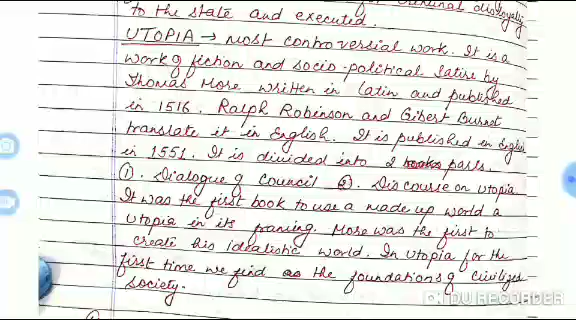 to the state and executed.
UTOPIA → most controversial work. It is a
work of fiction and socio-political satire by
Thomas More written in latin and published
in 1516. Ralph Robinson and Gibert Burnet
translate it in English. It is published in English
in 1551. It is divided into 2 books parts.
①. Dialogue of Council ②. Discourse on Utopia
It was the first book to use a made up world a
Utopia in its framing. More was the first to
create his idealistic world. In Utopia for the
first time we find as the foundations of civilized
society.
DU RECORDER